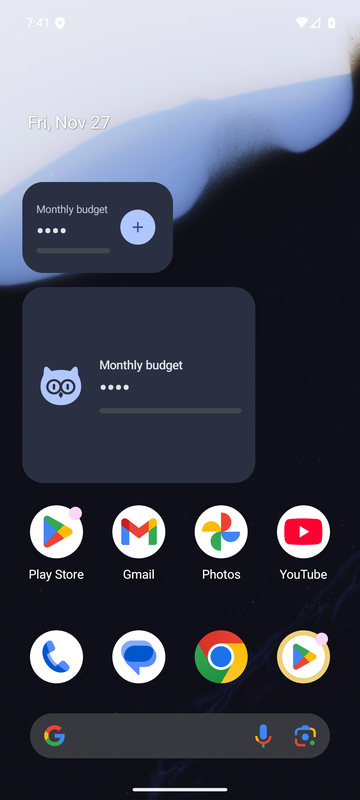 7:41
Fri, Nov 27
Monthly budget
••••
+
Monthly budget
••••
Play Store
Gmail
Photos
YouTube